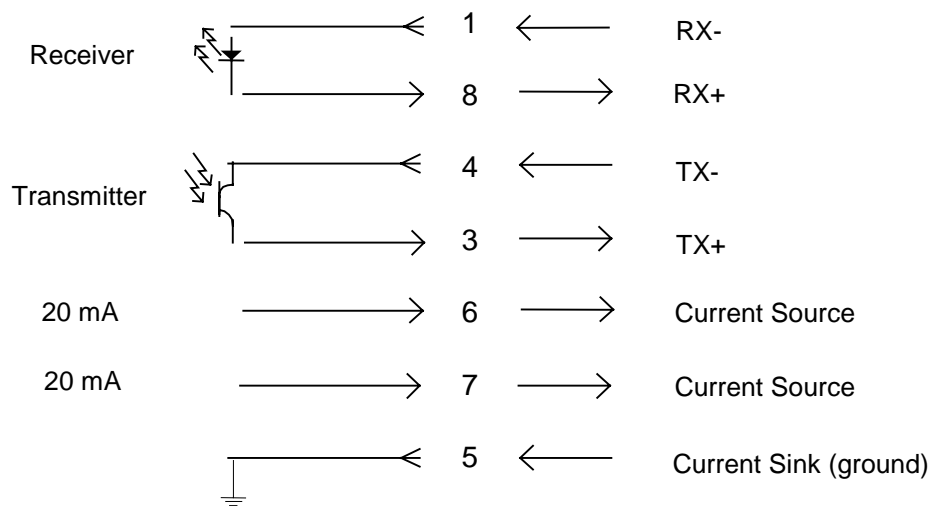 1 RX-
Receiver
8 RX+
4 TX-
Transmitter
3 TX+
20 mA 6 Current Source
20 mA 7 Current Source
5 Current Sink (ground)